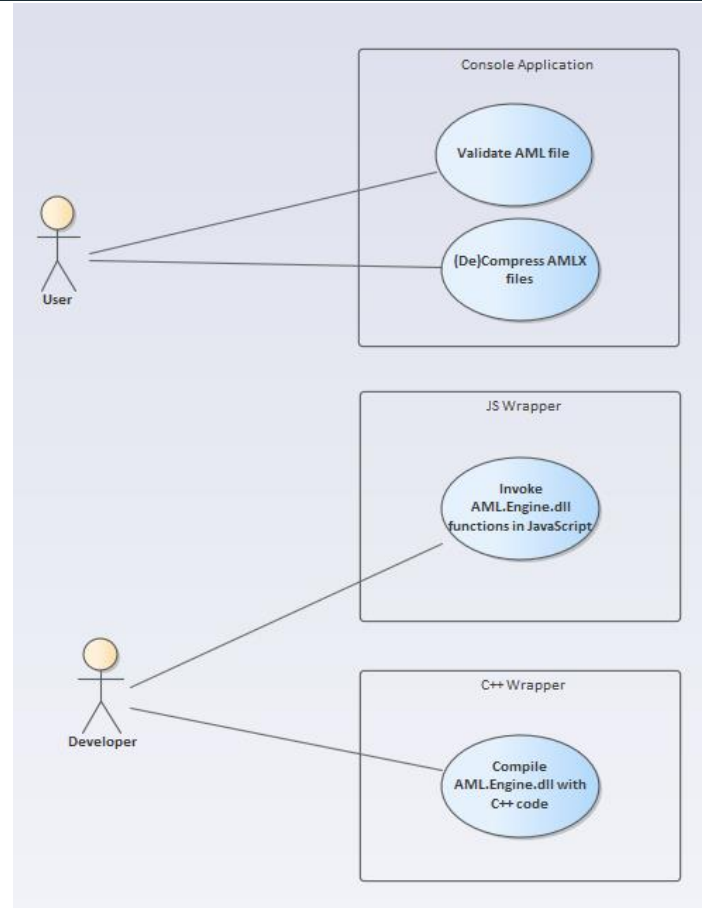 Console Application
Validate AML file
(De)Compress AMLX
files
User
JS Wrapper
Invoke
AML.Engine.dll
functions in JavaScript
Developer
C++ Wrapper
Compile
AML.Engine.dll with
C++ code